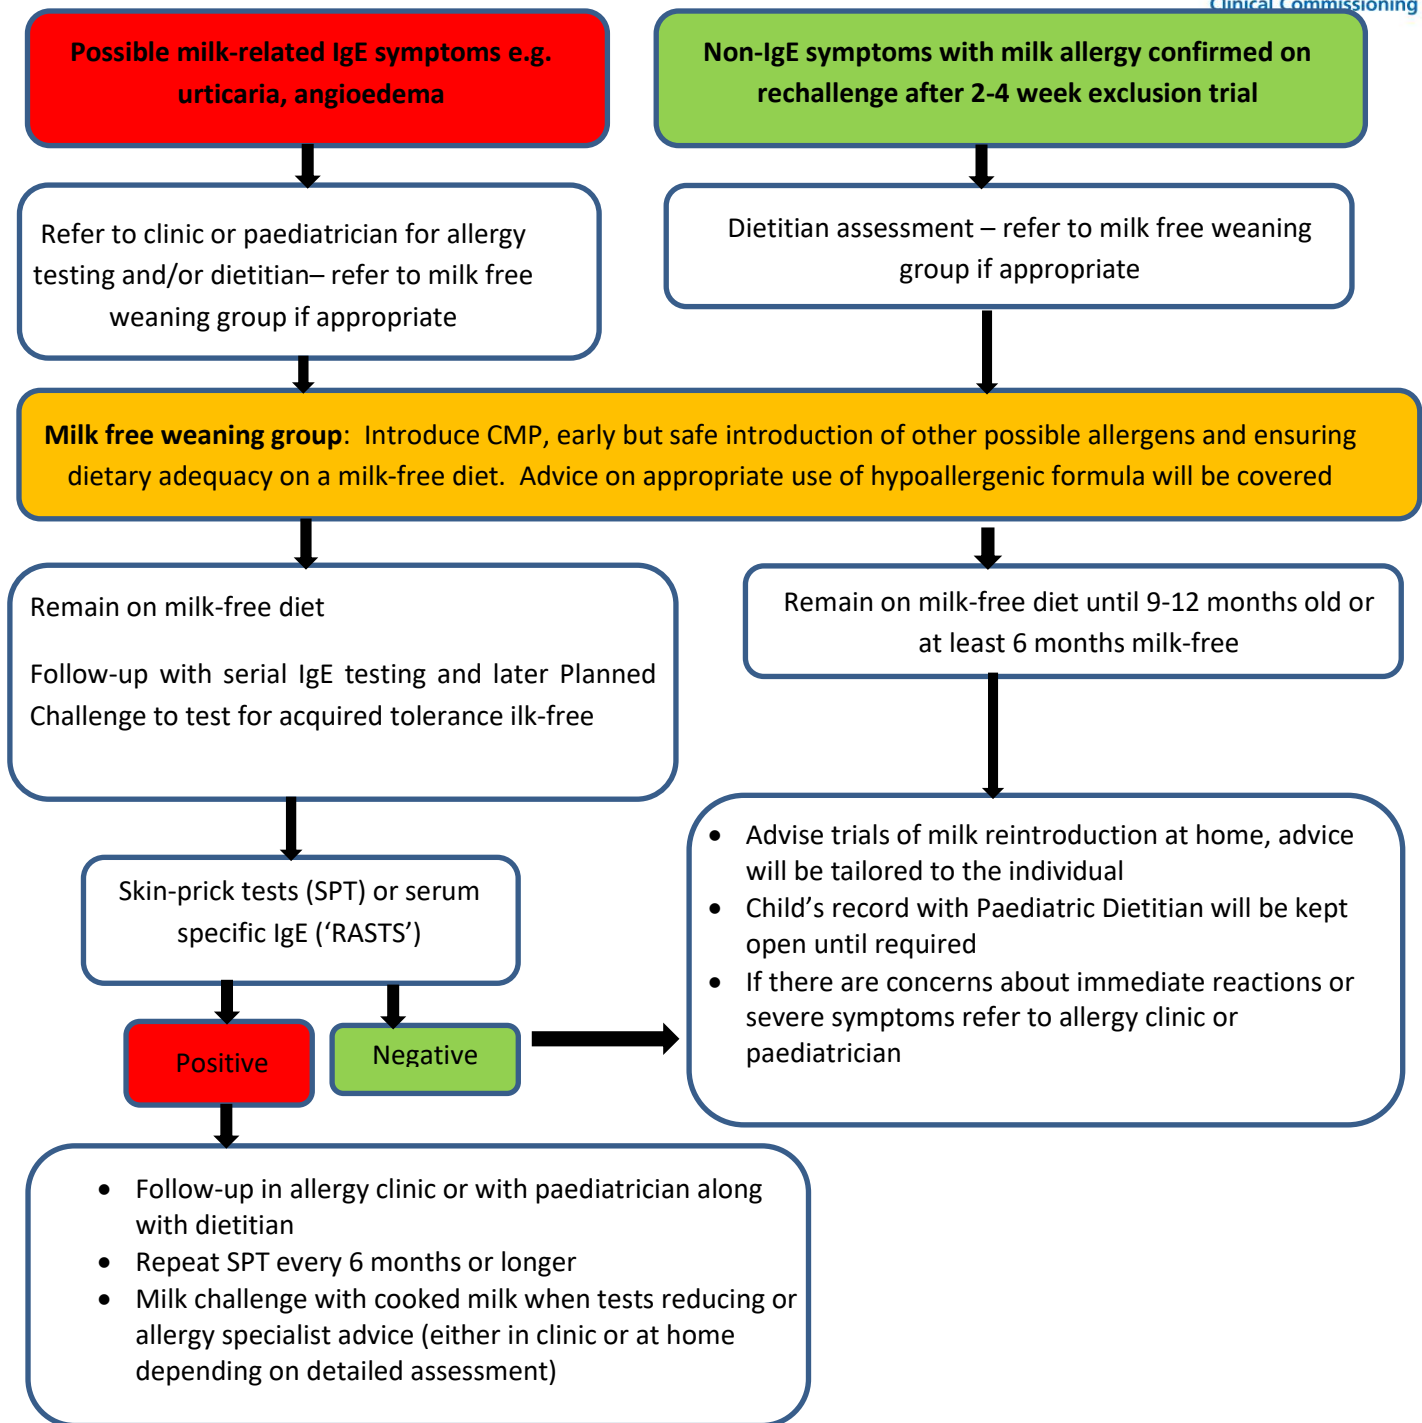 Clinical Commissioning
Possible milk-related IgE symptoms e.g.
urticaria, angioedema
Non-IgE symptoms with milk allergy confirmed on
rechallenge after 2-4 week exclusion trial
Refer to clinic or paediatrician for allergy
testing and/or dietitian– refer to milk free
weaning group if appropriate
Dietitian assessment – refer to milk free weaning
group if appropriate
Milk free weaning group: Introduce CMP, early but safe introduction of other possible allergens and ensuring
dietary adequacy on a milk-free diet. Advice on appropriate use of hypoallergenic formula will be covered
Remain on milk-free diet
Follow-up with serial IgE testing and later Planned
Challenge to test for acquired tolerance ilk-free
Remain on milk-free diet until 9-12 months old or
at least 6 months milk-free
Skin-prick tests (SPT) or serum
specific IgE (‘RASTS’)
Positive
Negative
• Advise trials of milk reintroduction at home, advice
will be tailored to the individual
• Child’s record with Paediatric Dietitian will be kept
open until required
• If there are concerns about immediate reactions or
severe symptoms refer to allergy clinic or
paediatrician
• Follow-up in allergy clinic or with paediatrician along
with dietitian
• Repeat SPT every 6 months or longer
• Milk challenge with cooked milk when tests reducing or
allergy specialist advice (either in clinic or at home
depending on detailed assessment)